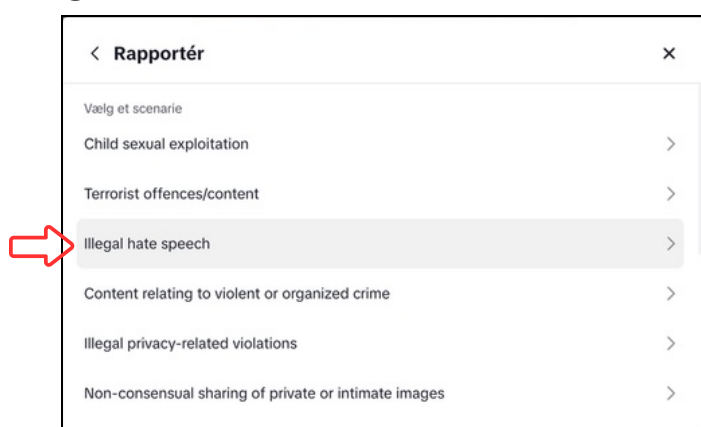 Rapportér
Vælg et scenarie
Child sexual exploitation
Terrorist offences/content
Illegal hate speech
Content relating to violent or organized crime
Illegal privacy-related violations
Non-consensual sharing of private or intimate images